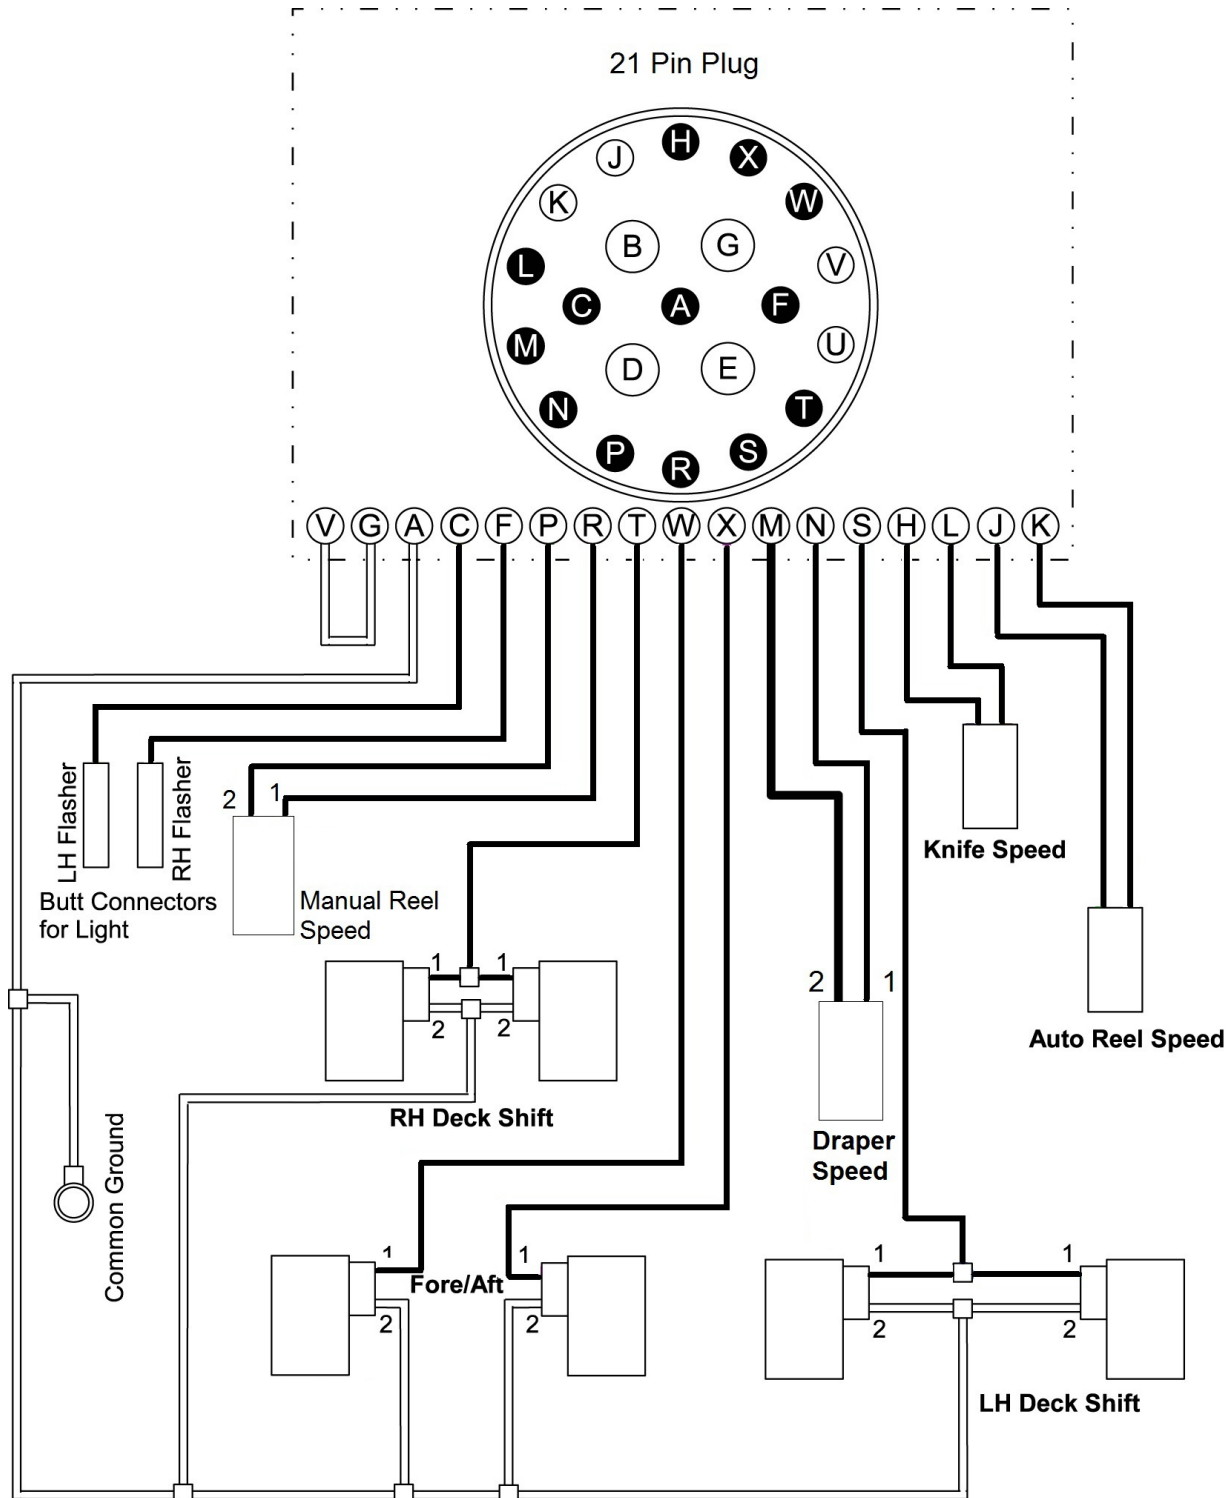 21 Pin Plug
H
J X
K W
B G
L V
C A F
M U
D E
N T
P S
R
V G A C F P R T W X M N S H L J K
LH Flasher
RH Flasher
2 1
Knife Speed
Butt Connectors
for Light
Manual Reel
Speed
1 1
2 2
RH Deck Shift
2 1
Auto Reel Speed
Draper
Speed
Common Ground
1 1
Fore/Aft
2 2
1 1
2 2
LH Deck Shift